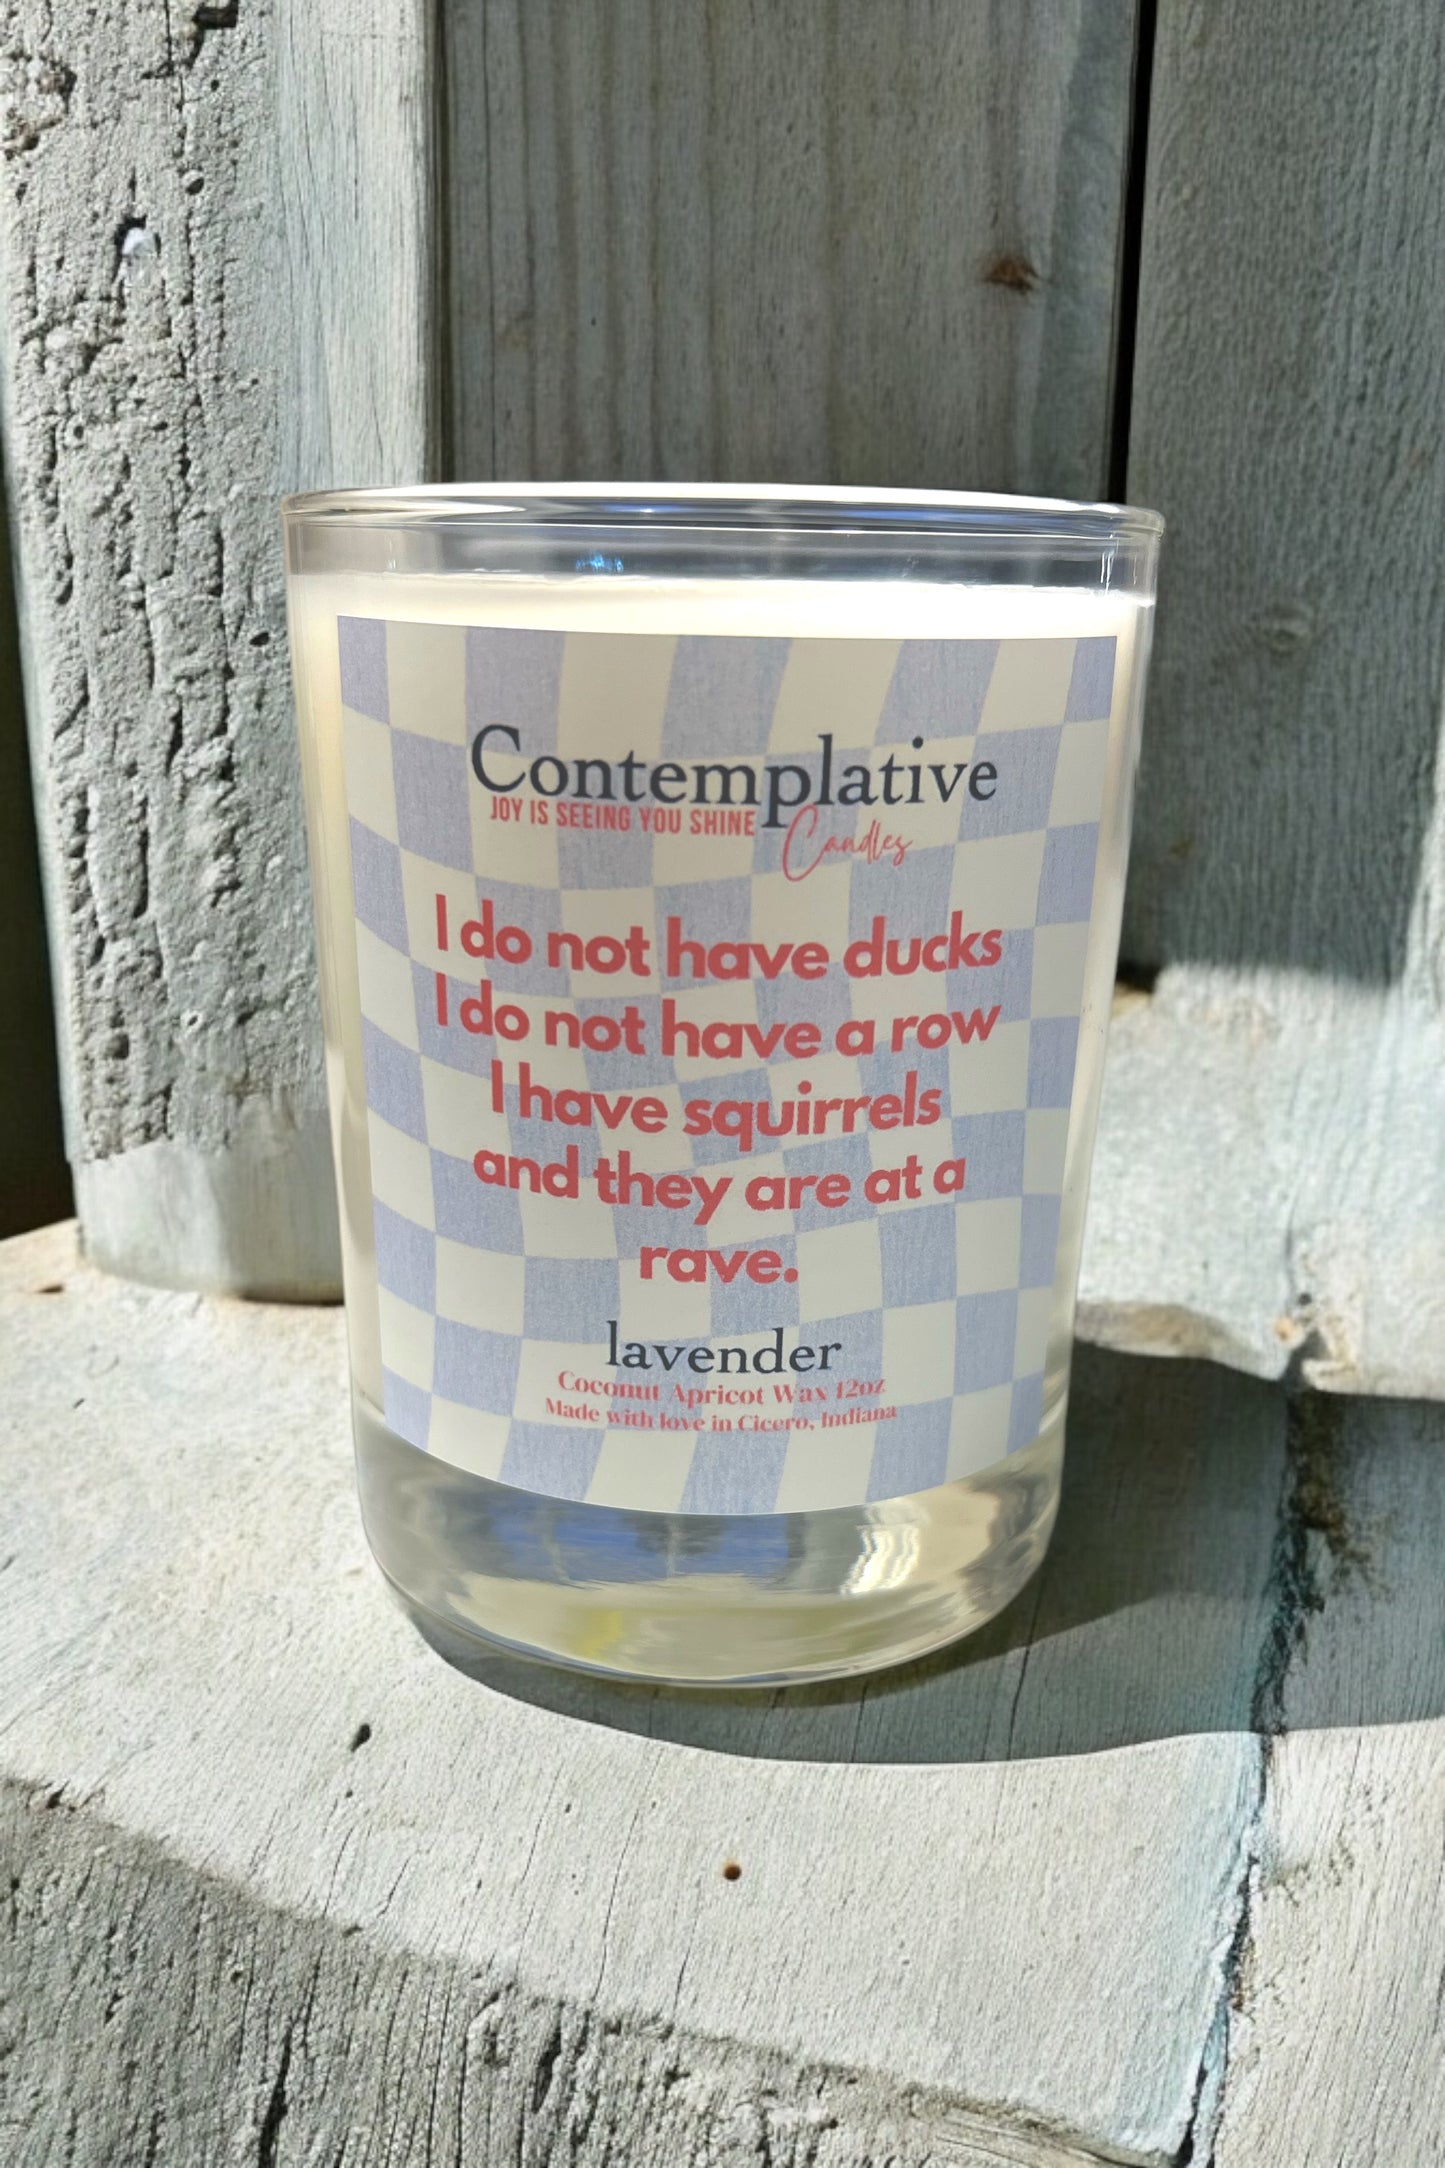 Contemplative
JOY IS SEEING YOU SHINE
Candles
I do not have ducks
I do not have a row
I have squirrels
and they are at a
rave.
lavender
Coconut Apricot Wax 12oz
Made with love in Cicero, Indiana